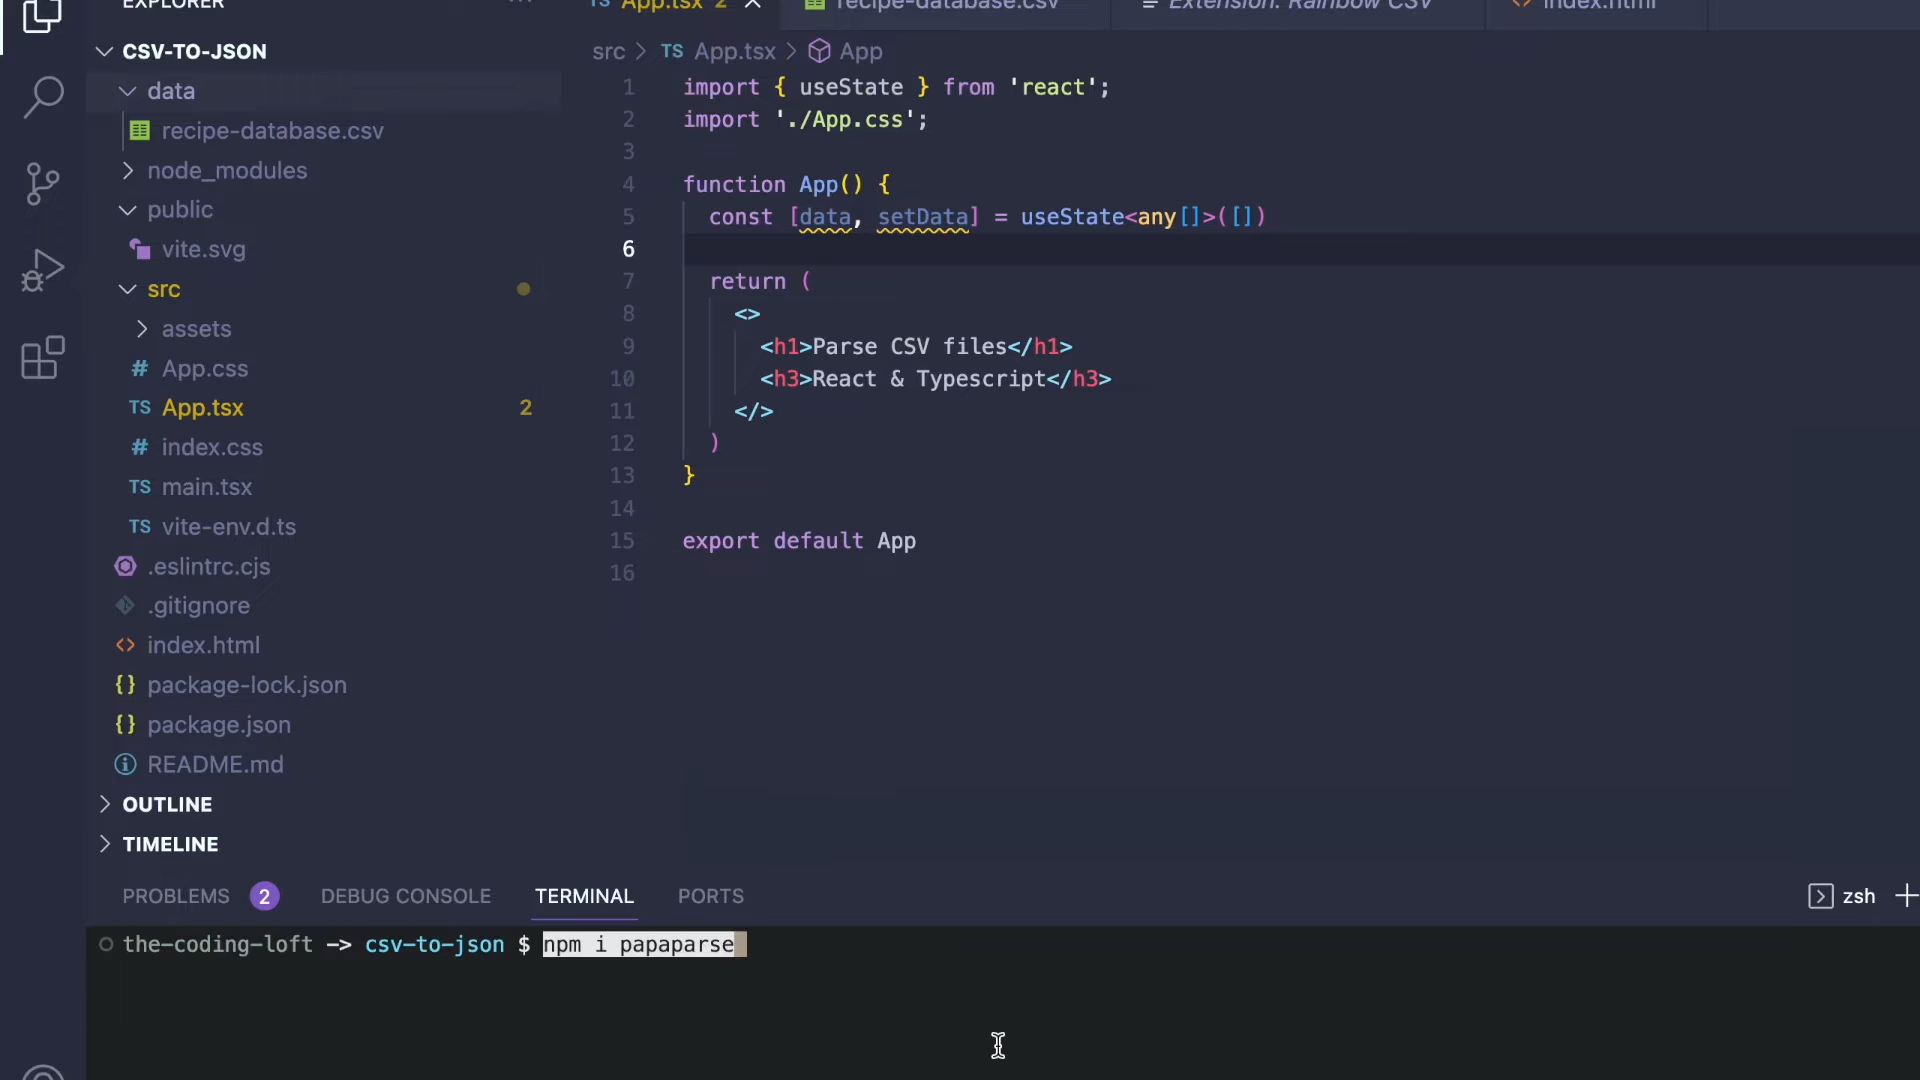 EXPLORER
CSV-TO-JSON
data
recipe-database.csv
node_modules
public
vite.svg
src
assets
App.css
App.tsx 2
index.css
main.tsx
vite-env.d.ts
.eslintrc.cjs
.gitignore
index.html
package-lock.json
package.json
README.md
OUTLINE
TIMELINE
TS App.tsx 2
recipe-database.csv
Extension: Rainbow CSV
<> index.html
src > TS App.tsx > App
1 import { useState } from 'react';
2 import './App.css';
3
4 function App() {
5 const [data, setData] = useState<any[]>([])
6
7 return (
8 <>
9 <h1>Parse CSV files</h1>
10 <h3>React & Typescript</h3>
11 </>
12 )
13 }
14
15 export default App
16
PROBLEMS 2 DEBUG CONSOLE TERMINAL PORTS
zsh
the-coding-loft -> csv-to-json $ npm i papaparse